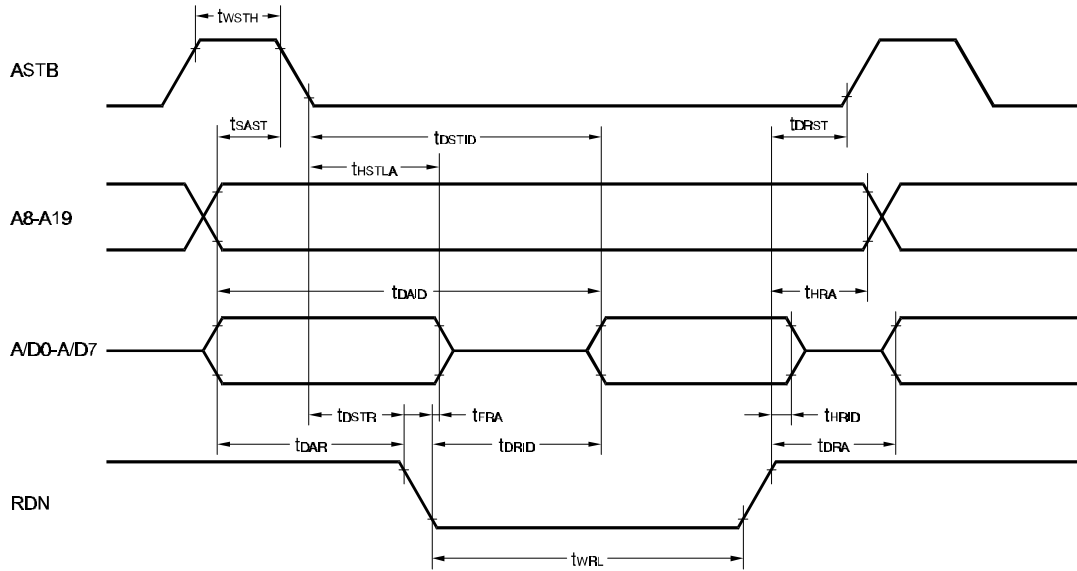 tWSTH
ASTB
tSAST
tDSTID
tDRST
tHSTLA
A8-A19
tDAID
tHRA
A/D0-A/D7
tDSTR
tFRA
tHRID
tDAR
tDRID
tDRA
RDN
tWRL